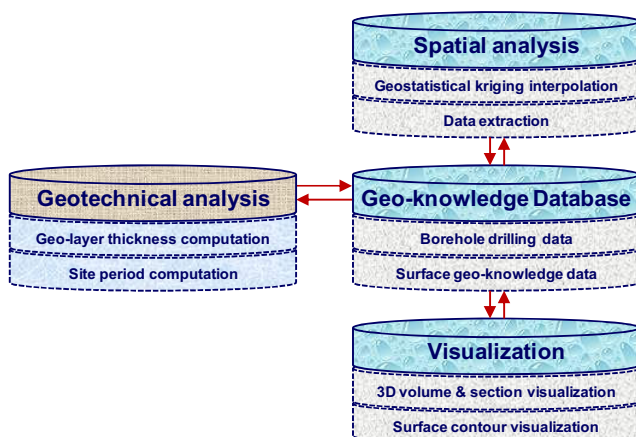 Spatial analysis
Geostatistical kriging interpolation
Data extraction
Geotechnical analysis
Geo-layer thickness computation
Site period computation
Geo-knowledge Database
Borehole drilling data
Surface geo-knowledge data
Visualization
3D volume & section visualization
Surface contour visualization